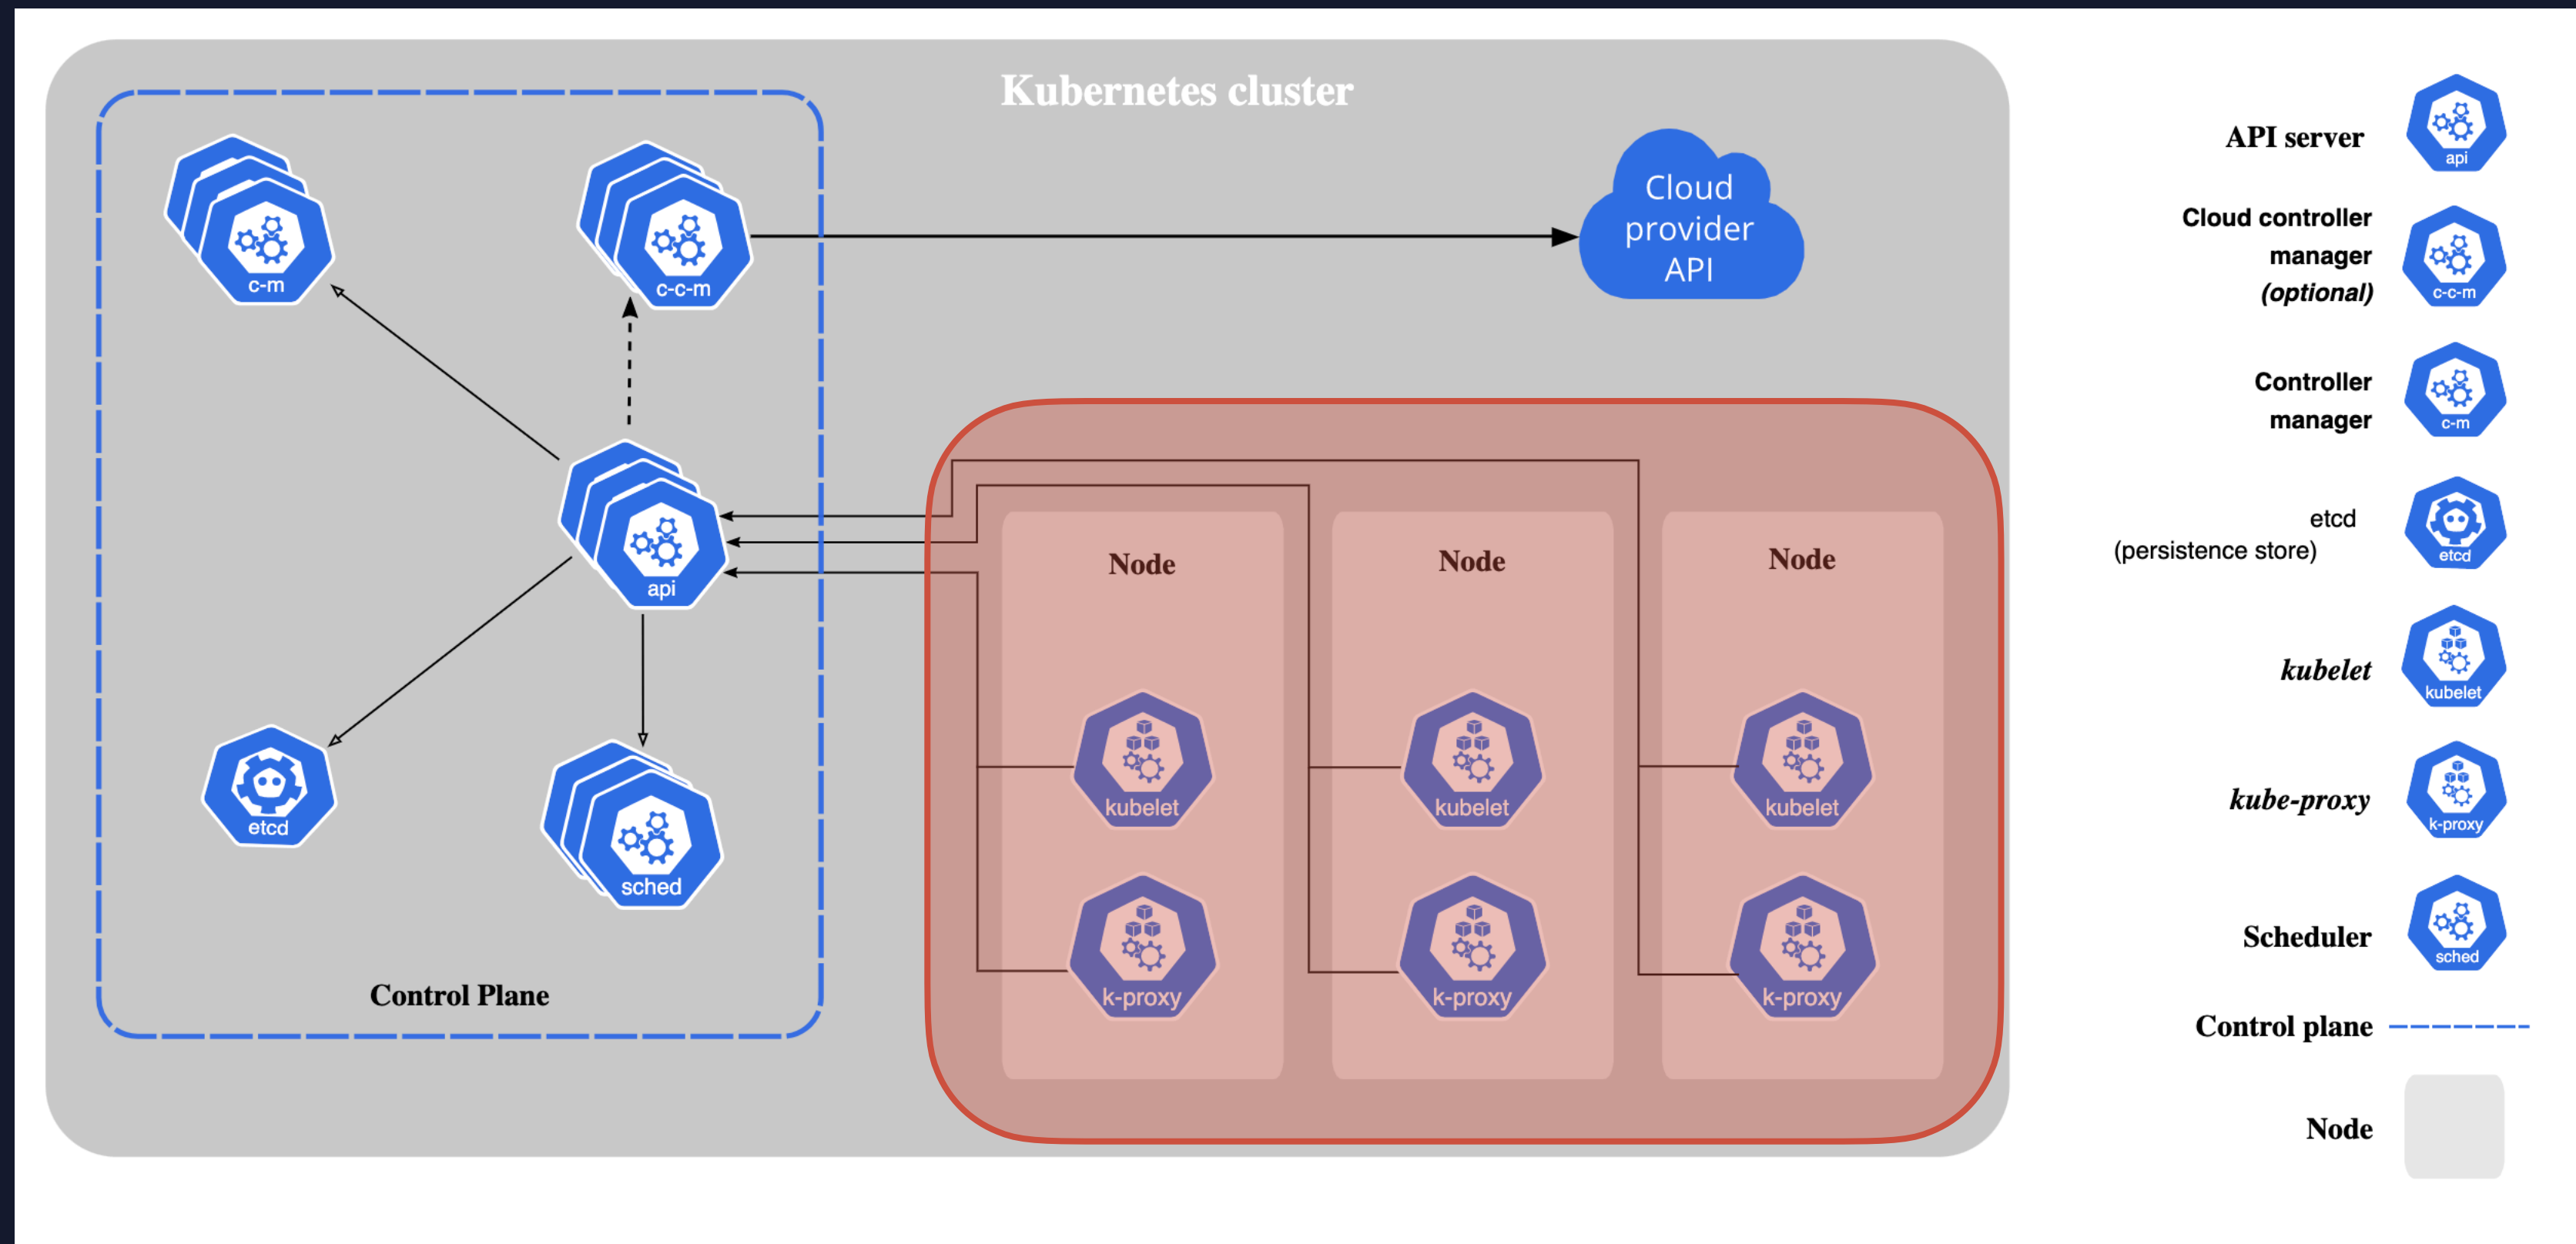 Kubernetes cluster
c-m
c-c-m
Cloud
provider
API
api
etcd
sched
Control Plane
Node
Node
Node
kubelet
kubelet
kubelet
k-proxy
k-proxy
k-proxy
API server
api
Cloud controller
manager
(optional)
c-c-m
Controller
manager
c-m
etcd
(persistence store)
etcd
kubelet
kubelet
kube-proxy
k-proxy
Scheduler
sched
Control plane
Node